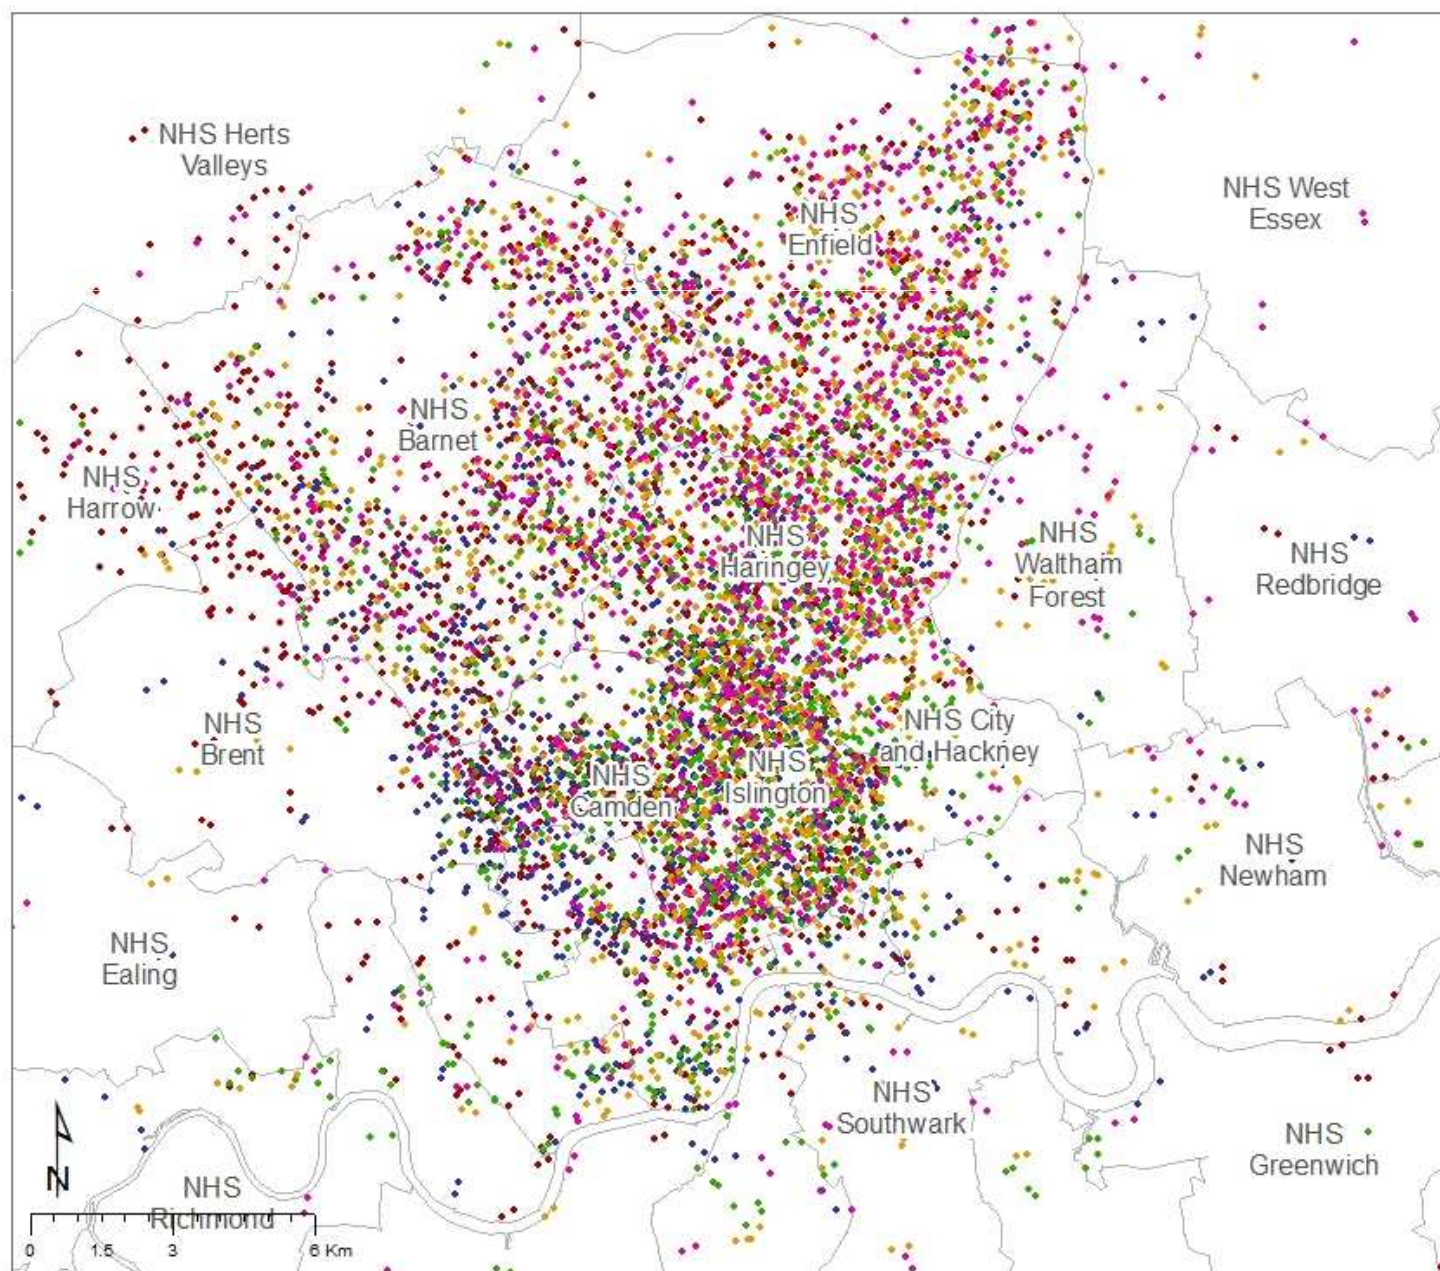 NHS Herts
Valleys
NHS West
Essex
NHS
Enfield
NHS
Barnet
NHS
Harrow
NHS
Haringey
NHS
Waltham
Forest
NHS
Redbridge
NHS
Brent
NHS City
and Hackney
NHS
Camden
NHS
Islington
NHS
Newham
NHS
Ealing
NHS
Southwark
NHS
Greenwich
N
NHS
Richmond
0 1.5 3 6 Km